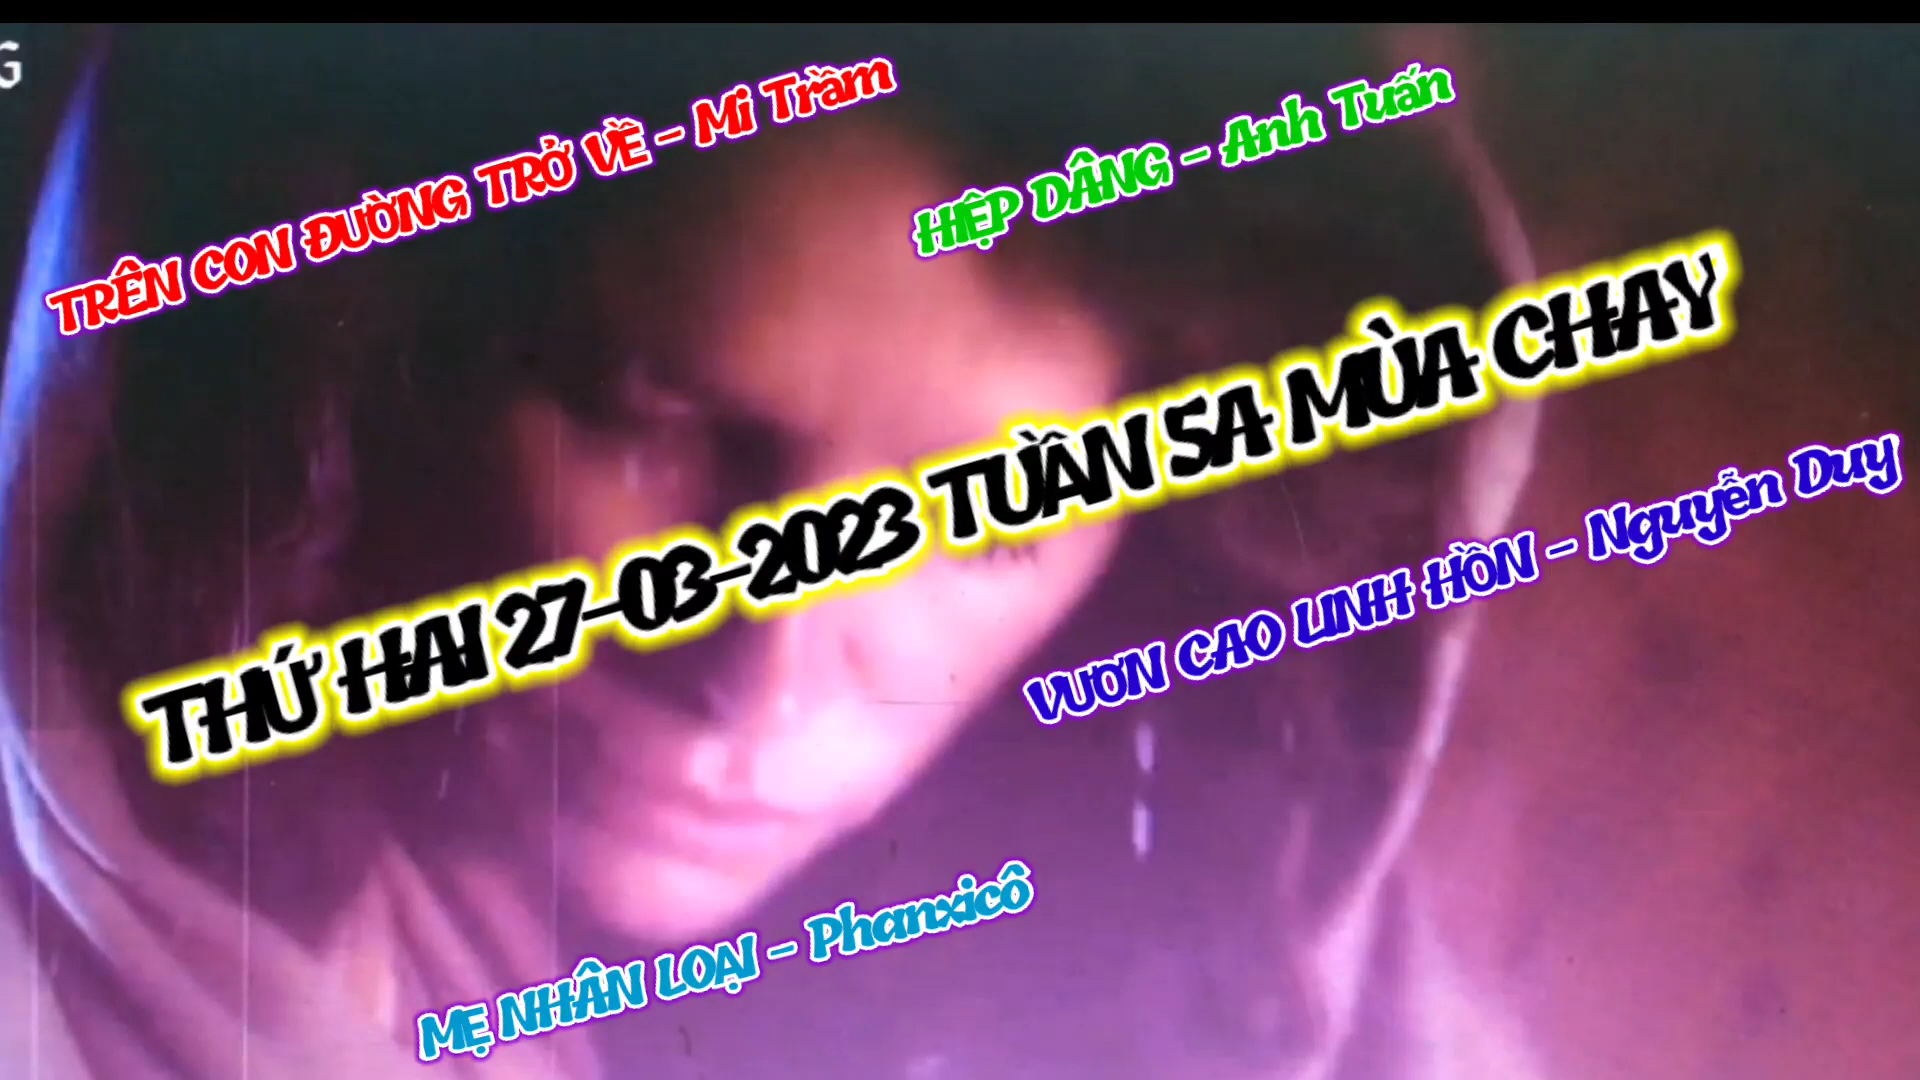 G
TRÊN CON ĐƯỜNG TRỞ VỀ - Mi Trầm
HIỆP DÂNG - Anh Tuấn
THỨ HAI 27-03-2023 TUẦN 5A MÙA CHAY
VƯƠN CAO LINH HỒN - Nguyễn Duy
MẸ NHÂN LOẠI - Phanxicô